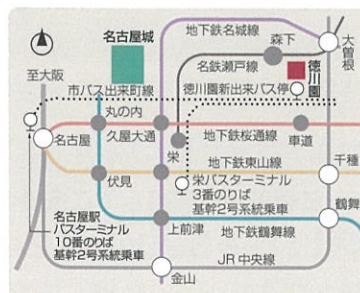 名古屋城
地下鉄名城線
森下
大曽根
名鉄瀬戸線
徳川園
至大阪
市バス出来町線
徳川園新出来バス停
丸の内
久屋大通
地下鉄桜通線
名古屋
栄
車道
地下鉄東山線
千種
伏見
栄バスターミナル
3番のりば
基幹2号系統乗車
名古屋駅
バスターミナル
10番のりば
基幹2号系統乗車
上前津
地下鉄鶴舞線
鶴舞
JR中央線
金山